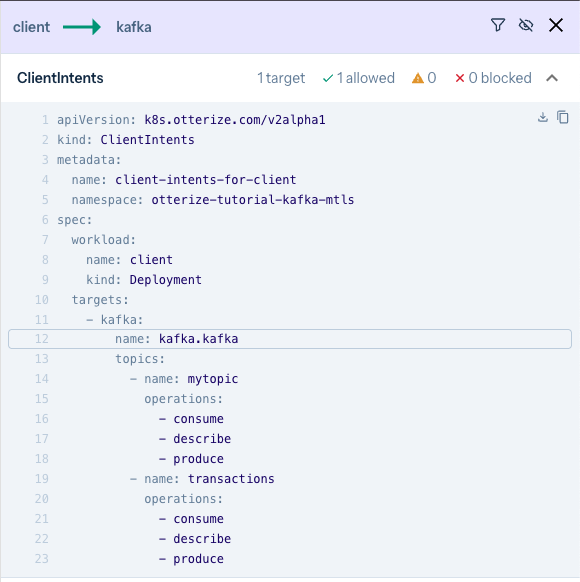 client kafka
ClientIntents 1 target 1 allowed 0 0 blocked
1 apiVersion: k8s.otterize.com/v2alpha1
2 kind: ClientIntents
3 metadata:
4   name: client-intents-for-client
5   namespace: otterize-tutorial-kafka-mtls
6 spec:
7   workload:
8     name: client
9     kind: Deployment
10   targets:
11     - kafka:
12         name: kafka.kafka
13         topics:
14           - name: mytopic
15             operations:
16               - consume
17               - describe
18               - produce
19           - name: transactions
20             operations:
21               - consume
22               - describe
23               - produce